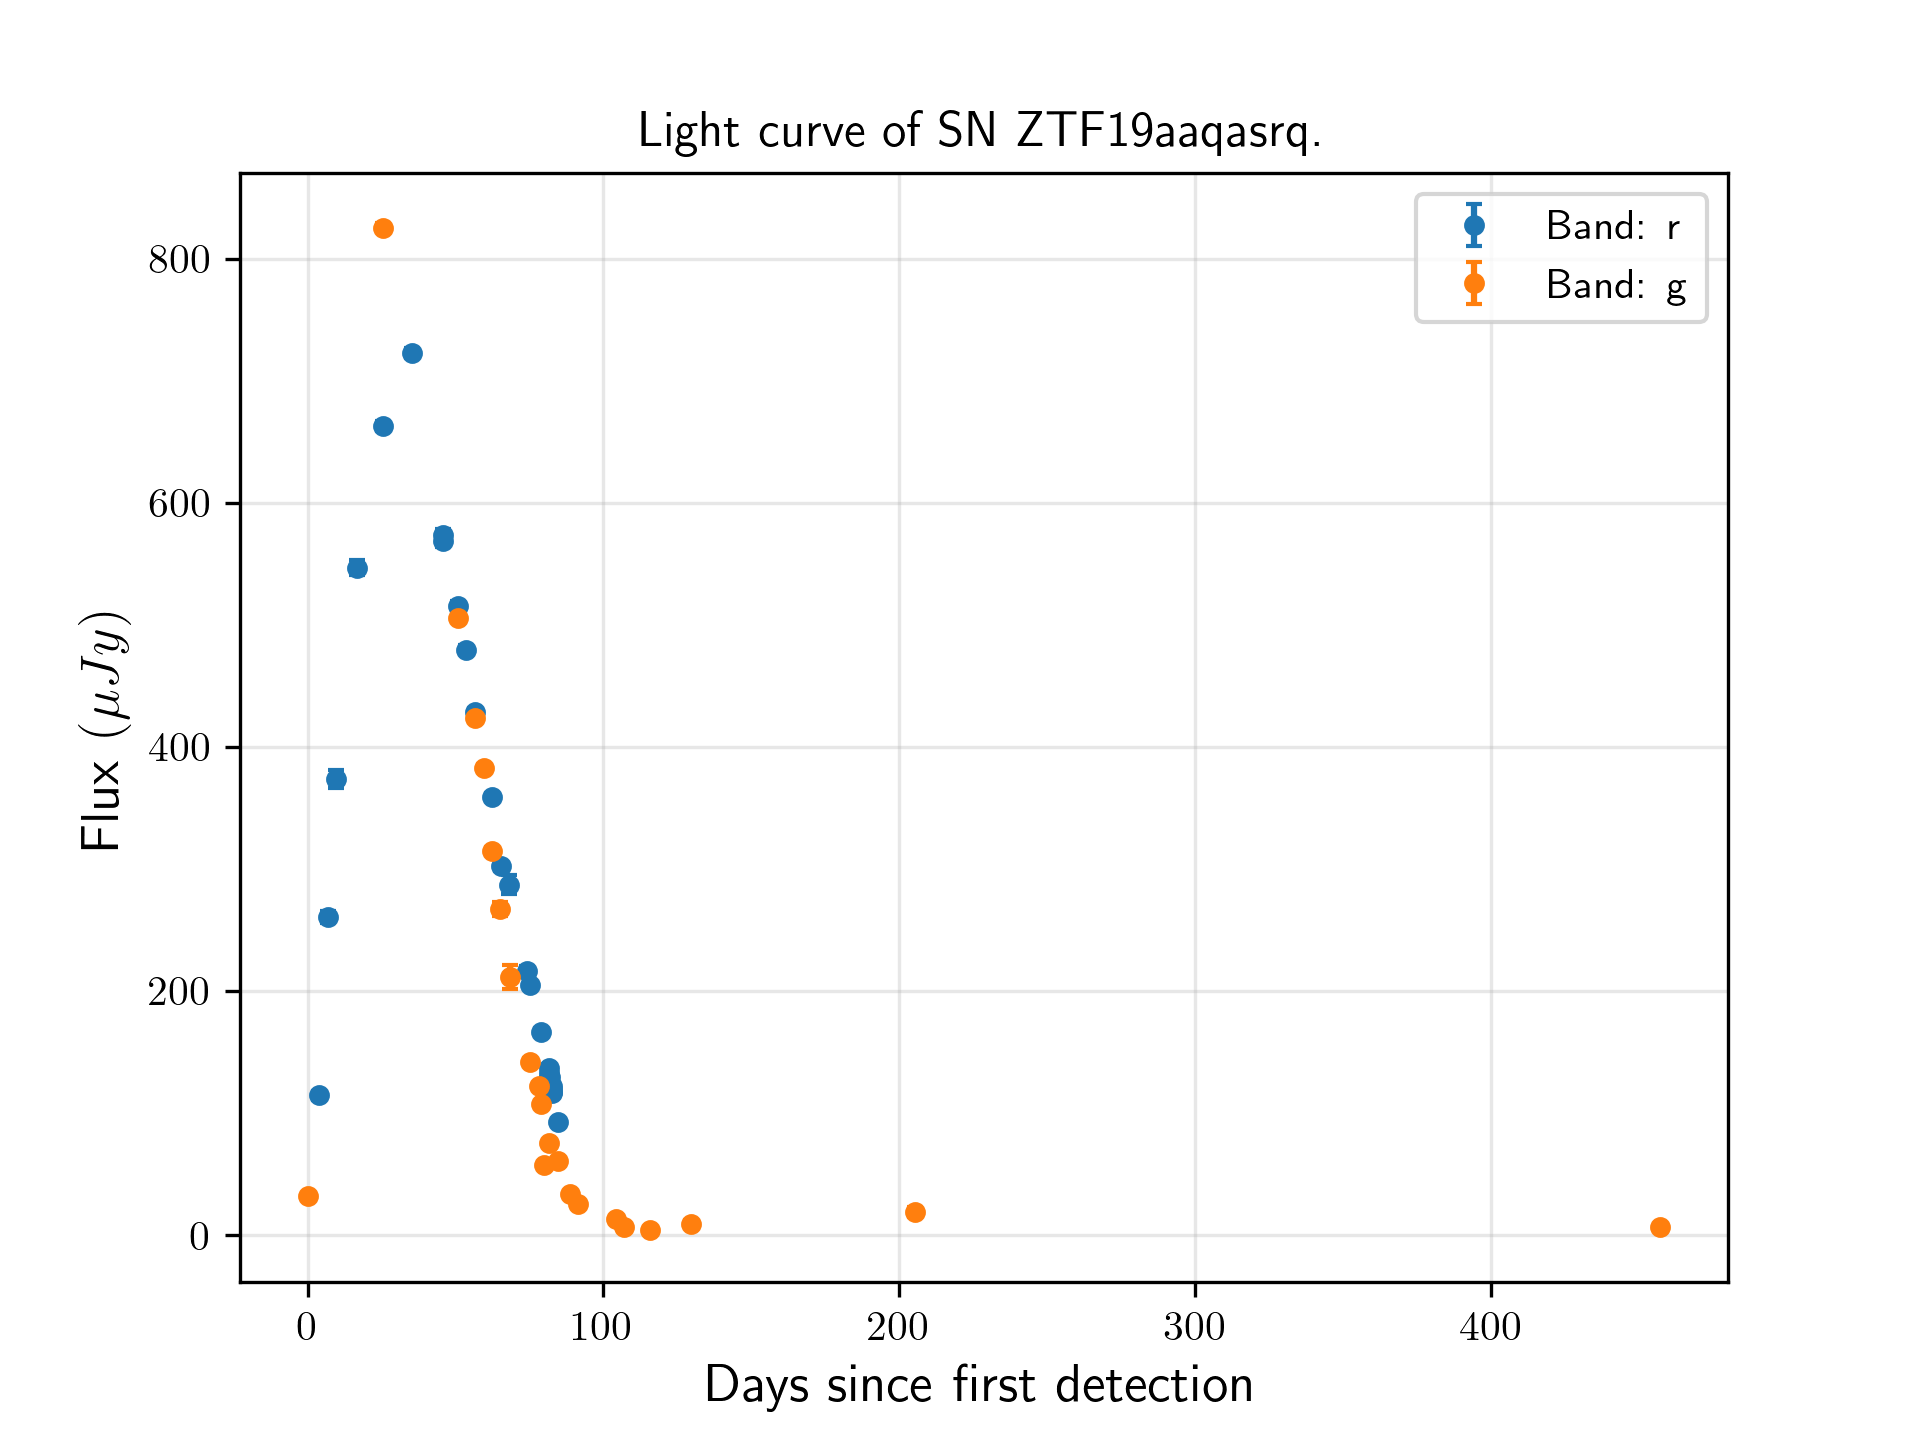 Light curve of SN ZTF19aaqasrq.
Band: r
Band: g
800
600
400
200
0
Flux (μJy)
0 100 200 300 400
Days since first detection